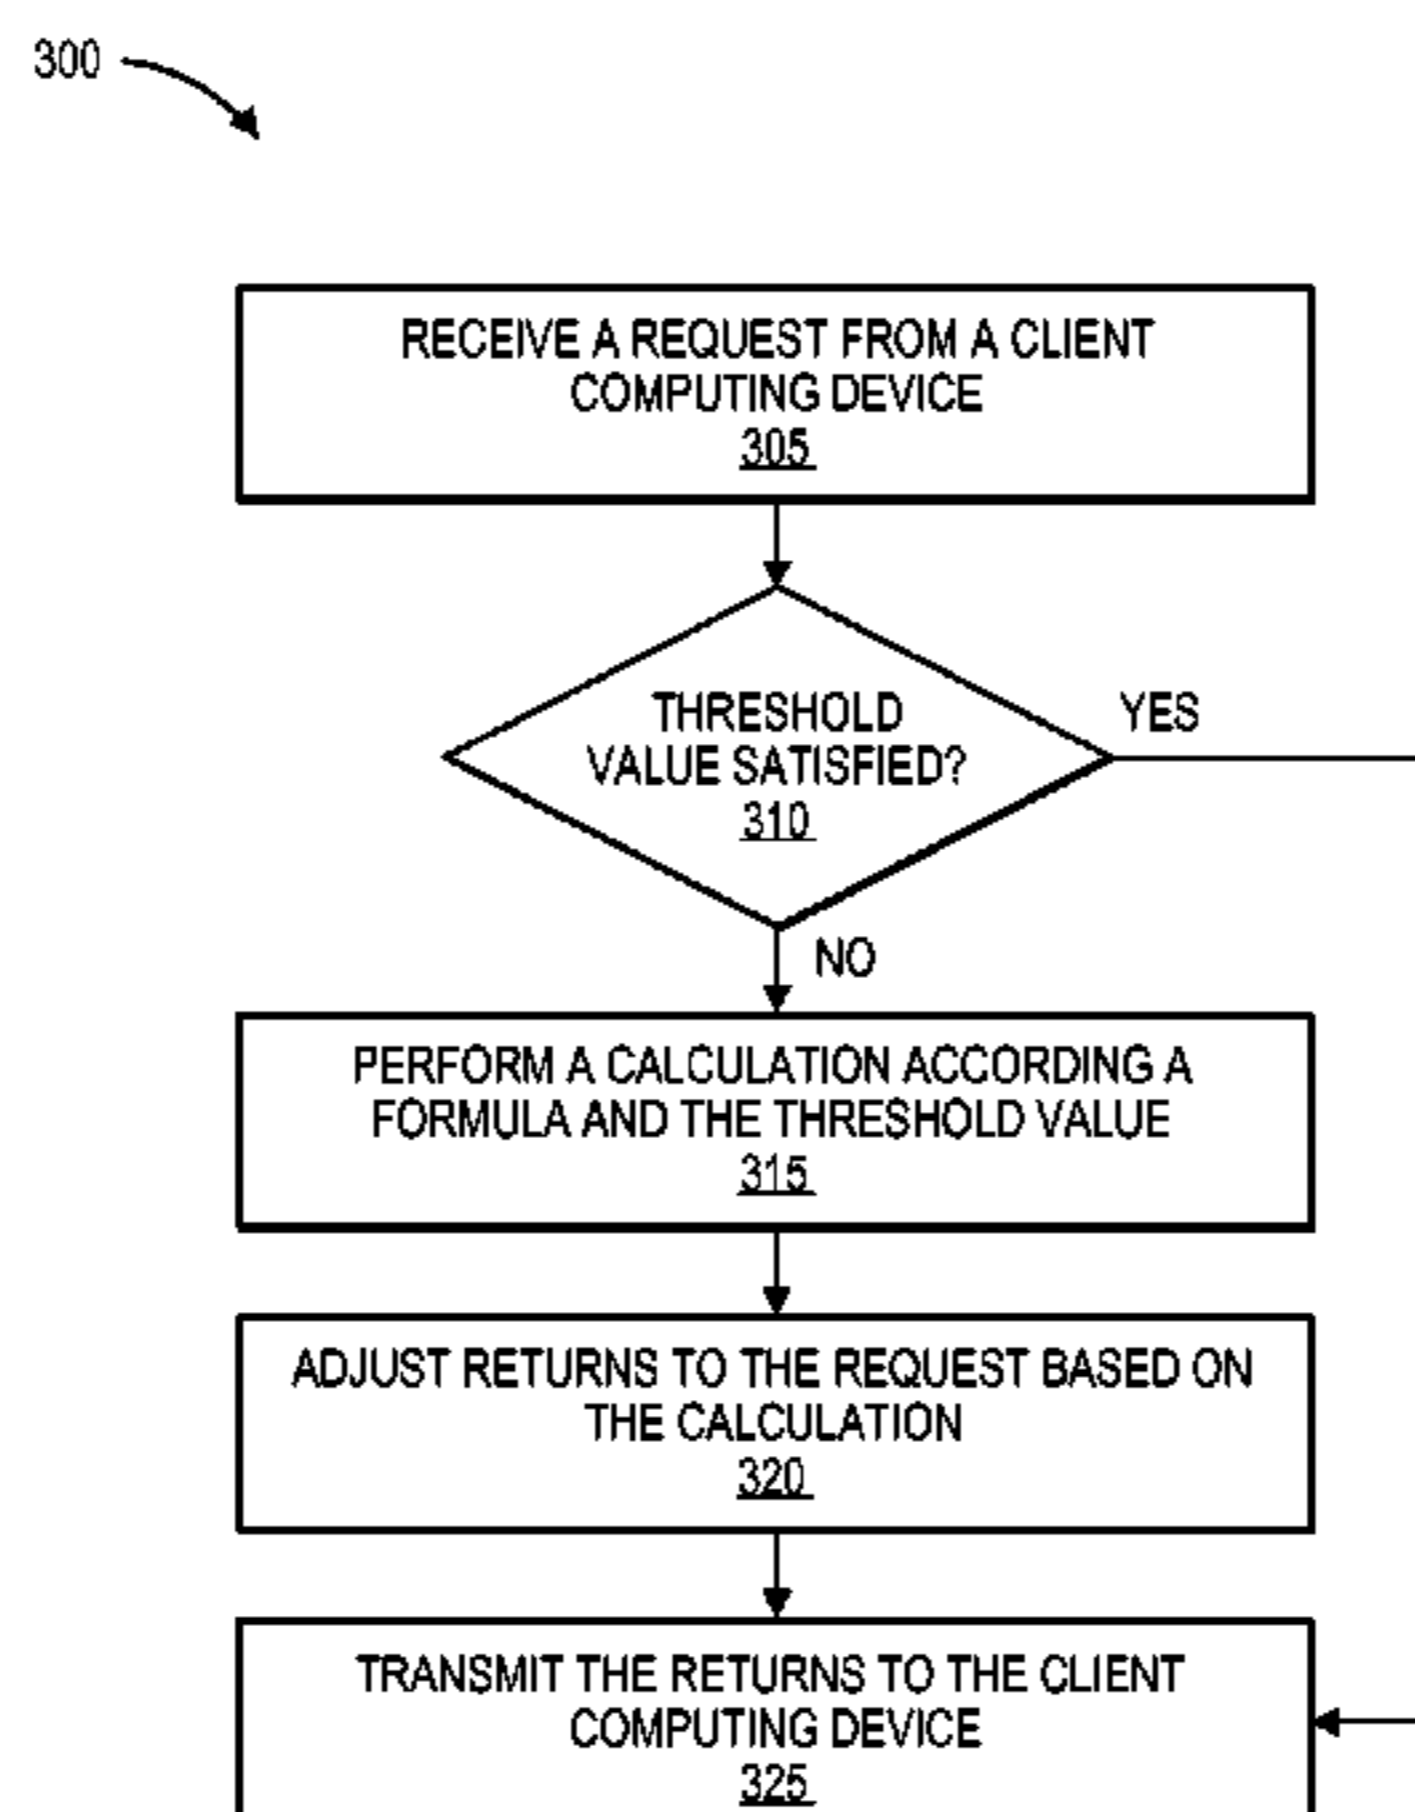 300
RECEIVE A REQUEST FROM A CLIENT
COMPUTING DEVICE
305
THRESHOLD
VALUE SATISFIED?
310
YES
NO
PERFORM A CALCULATION ACCORDING A
FORMULA AND THE THRESHOLD VALUE
315
ADJUST RETURNS TO THE REQUEST BASED ON
THE CALCULATION
320
TRANSMIT THE RETURNS TO THE CLIENT
COMPUTING DEVICE
325